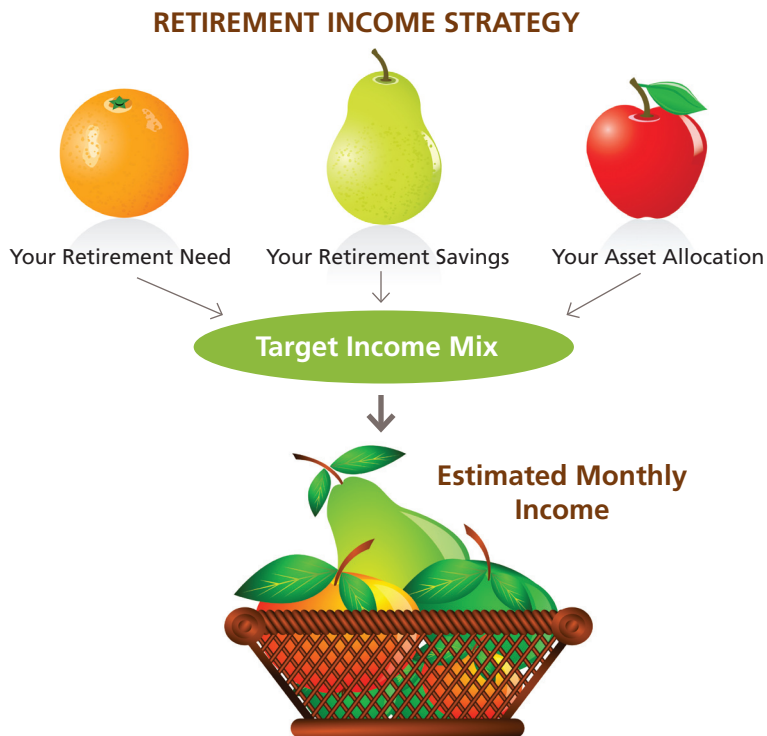 RETIREMENT INCOME STRATEGY
Your Retirement Need
Your Retirement Savings
Your Asset Allocation
Target Income Mix
Estimated Monthly
Income